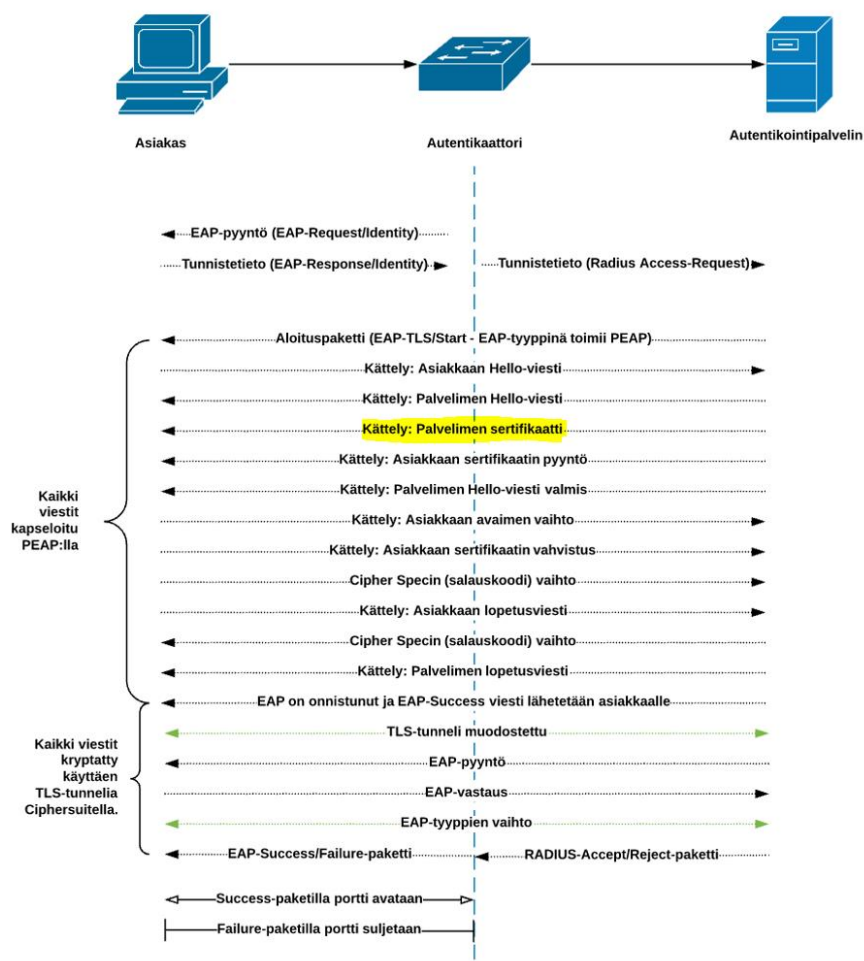 Asiakas
Autentikaattori
Autentikointipalvelin
EAP-pyyntö (EAP-Request/Identity)
Tunnistetieto (EAP-Response/Identity)
Tunnistetieto (Radius Access-Request)
Aloituspaketti (EAP-TLS/Start - EAP-tyyppinä toimii PEAP)
Kättely: Asiakkaan Hello-viesti
Kättely: Palvelimen Hello-viesti
Kättely: Palvelimen sertifikaatti
Kättely: Asiakkaan sertifikaatin pyyntö
Kättely: Palvelimen Hello-viesti valmis
Kättely: Asiakkaan avaimen vaihto
Kättely: Asiakkaan sertifikaatin vahvistus
Cipher Specin (salauskoodi) vaihto
Kättely: Asiakkaan lopetusviesti
Cipher Specin (salauskoodi) vaihto
Kättely: Palvelimen lopetusviesti
EAP on onnistunut ja EAP-Success viesti lähetetään asiakkaalle
Kaikki
viestit
kapseloitu
PEAP:lla
TLS-tunneli muodostettu
EAP-pyyntö
EAP-vastaus
EAP-tyyppien vaihto
EAP-Success/Failure-paketti
RADIUS-Accept/Reject-paketti
Kaikki viestit
kryptatty
käyttäen
TLS-tunnelia
Ciphersuitella.
Success-paketilla portti avataan
Failure-paketilla portti suljetaan